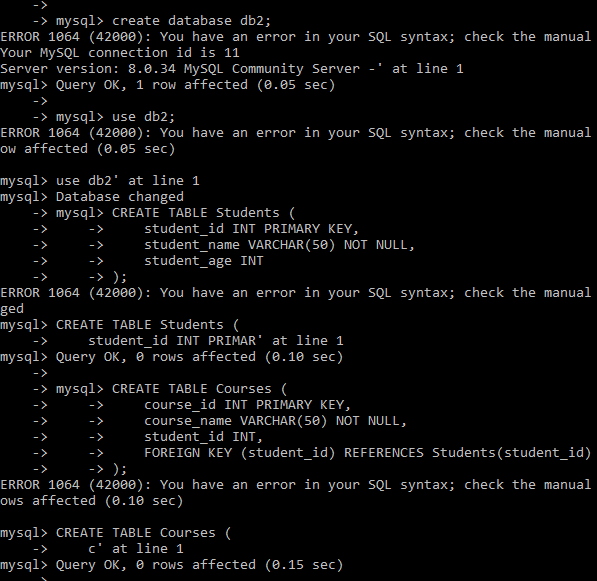 ->
    -> mysql> create database db2;
ERROR 1064 (42000): You have an error in your SQL syntax; check the manual
Your MySQL connection id is 11
Server version: 8.0.34 MySQL Community Server -' at line 1
mysql> Query OK, 1 row affected (0.05 sec)
    ->
    -> mysql> use db2;
ERROR 1064 (42000): You have an error in your SQL syntax; check the manual
ow affected (0.05 sec)

mysql> use db2' at line 1
mysql> Database changed
    -> mysql> CREATE TABLE Students (
    ->     ->     student_id INT PRIMARY KEY,
    ->     ->     student_name VARCHAR(50) NOT NULL,
    ->     ->     student_age INT
    ->     -> );
ERROR 1064 (42000): You have an error in your SQL syntax; check the manual
ged
mysql> CREATE TABLE Students (
    ->     student_id INT PRIMAR' at line 1
mysql> Query OK, 0 rows affected (0.10 sec)
    ->
    -> mysql> CREATE TABLE Courses (
    ->     ->     course_id INT PRIMARY KEY,
    ->     ->     course_name VARCHAR(50) NOT NULL,
    ->     ->     student_id INT,
    ->     ->     FOREIGN KEY (student_id) REFERENCES Students(student_id)
    ->     -> );
ERROR 1064 (42000): You have an error in your SQL syntax; check the manual
ows affected (0.10 sec)

mysql> CREATE TABLE Courses (
    ->     c' at line 1
mysql> Query OK, 0 rows affected (0.15 sec)
    ->